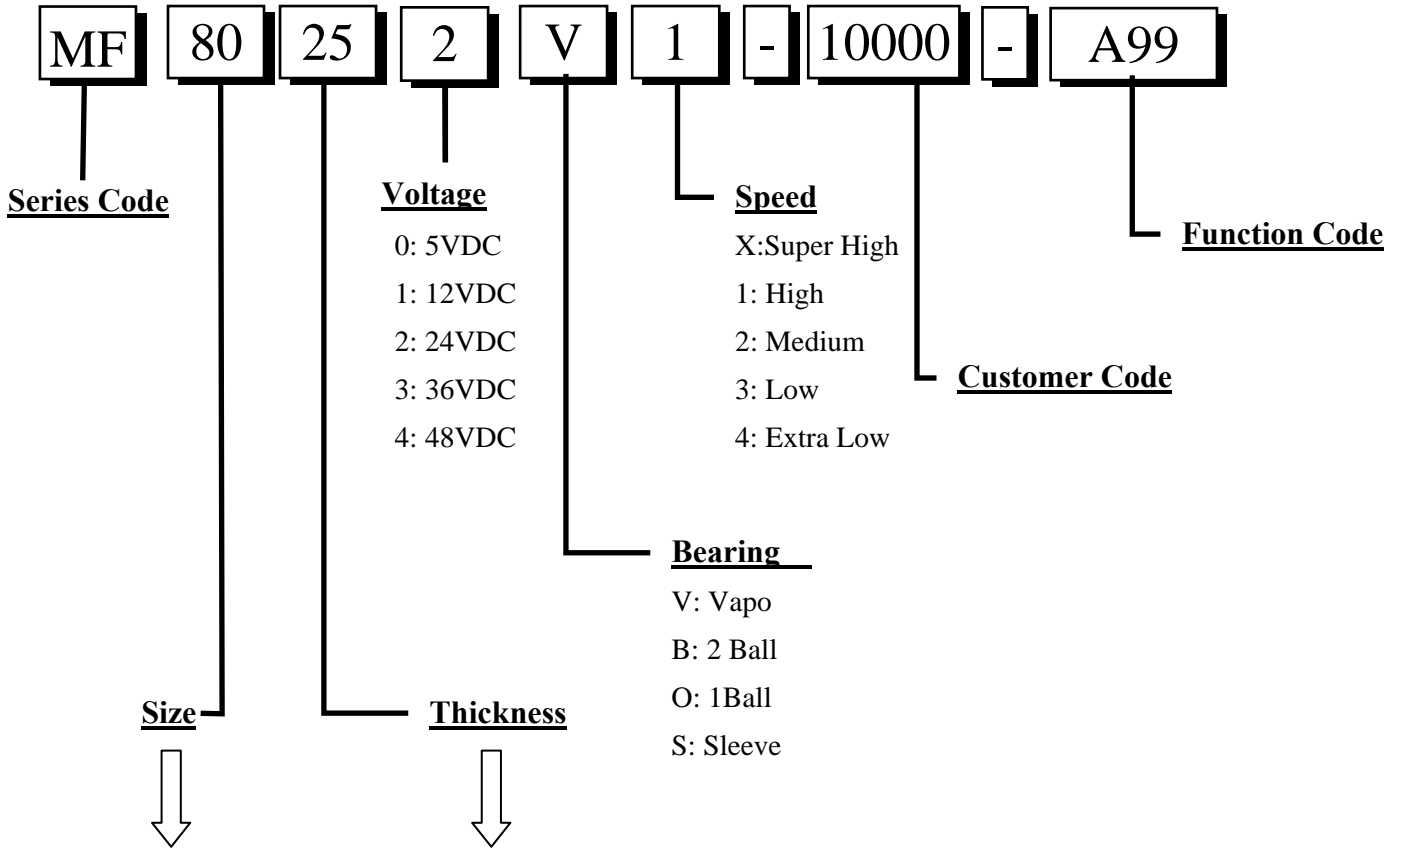 MF 80 25 2 V 1 - 10000 - A99
Series Code
Voltage
0: 5VDC
1: 12VDC
2: 24VDC
3: 36VDC
4: 48VDC
Speed
X:Super High
1: High
2: Medium
3: Low
4: Extra Low
Function Code
Customer Code
Bearing
V: Vapo
B: 2 Ball
O: 1Ball
S: Sleeve
Size
Thickness